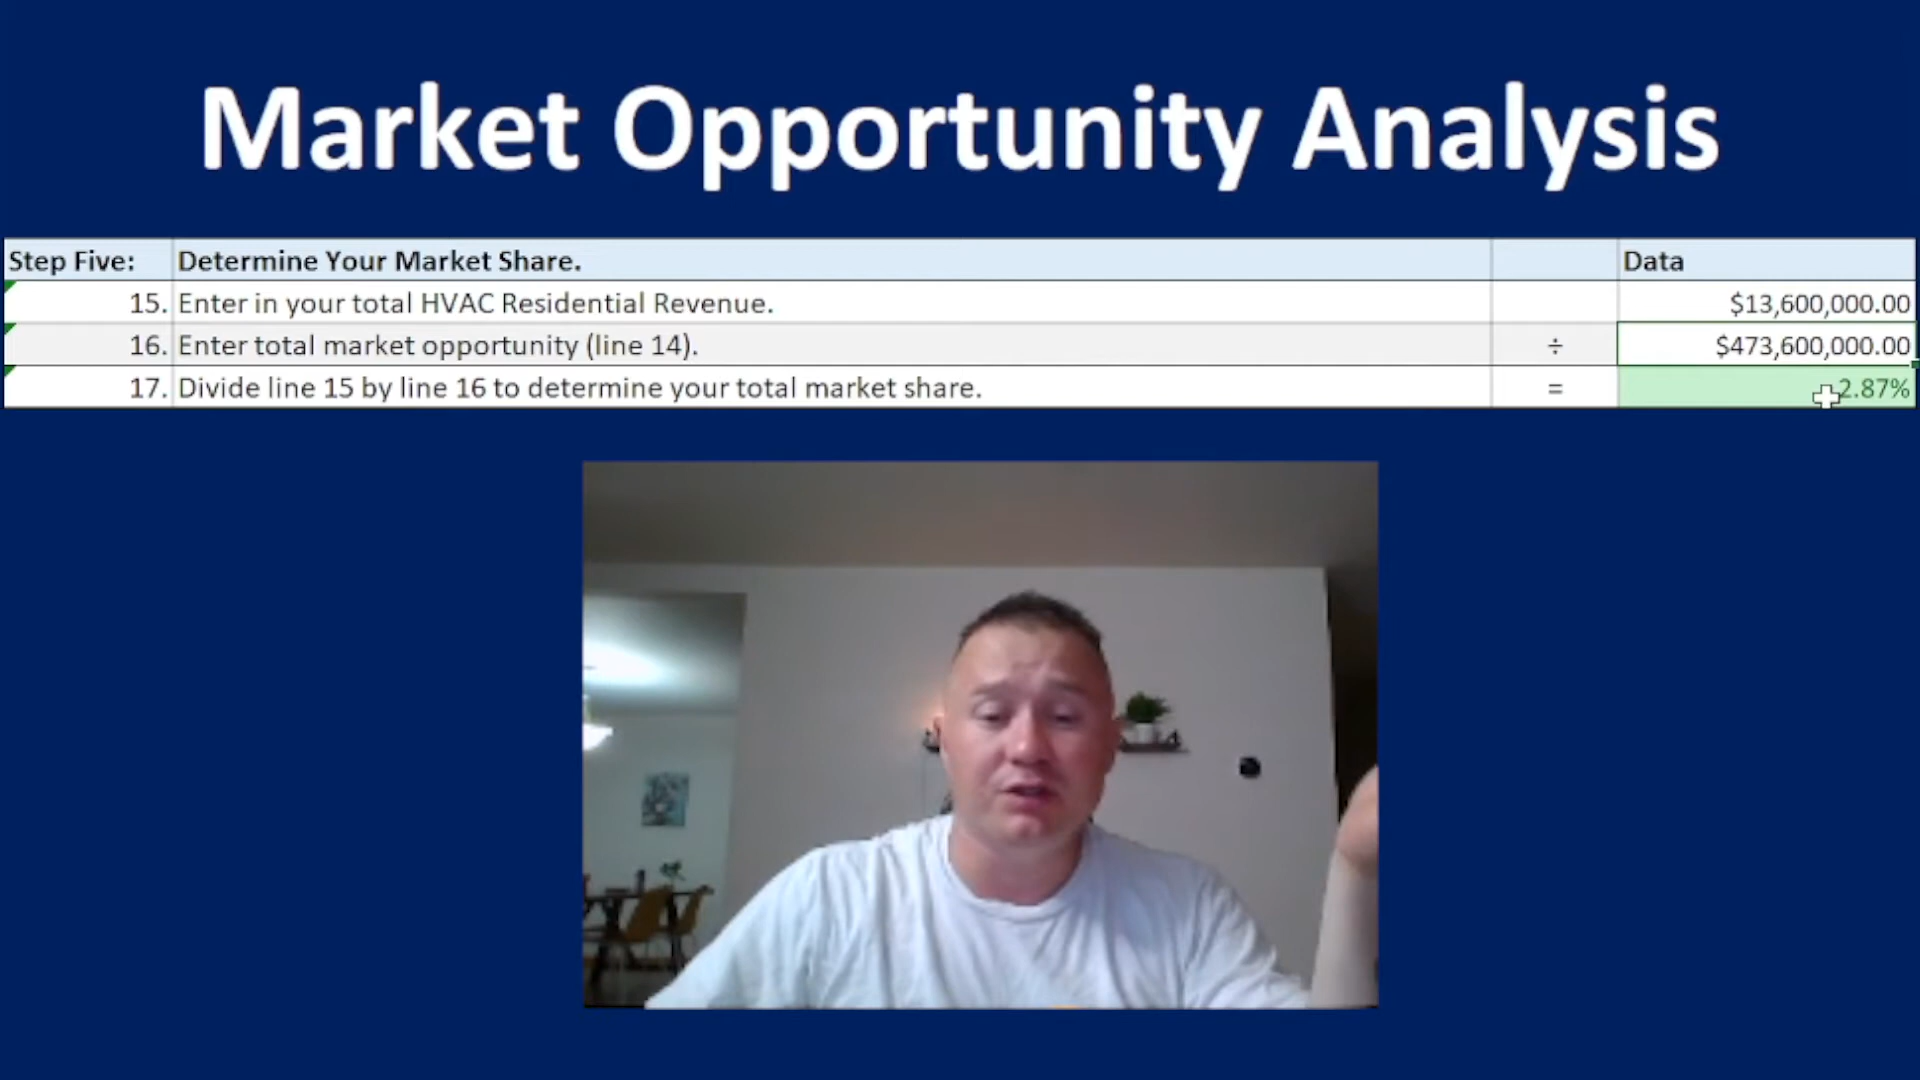 Market Opportunity Analysis
Step Five: Determine Your Market Share. Data
15. Enter in your total HVAC Residential Revenue. $13,600,000.00
16. Enter total market opportunity (line 14). ÷ $473,600,000.00
17. Divide line 15 by line 16 to determine your total market share. = 2.87%